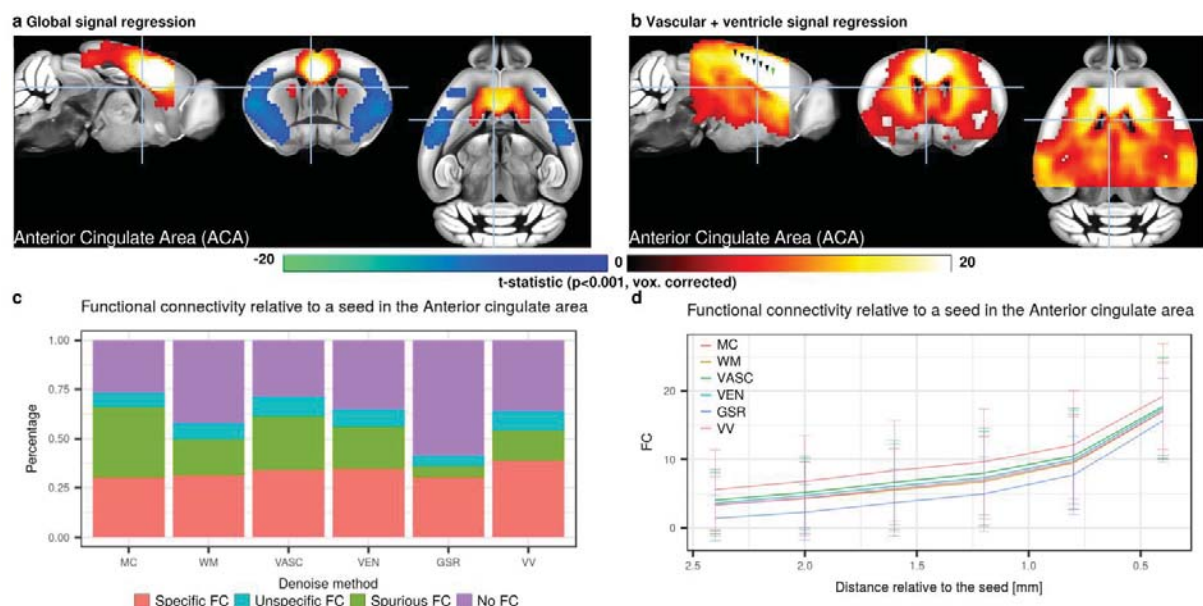 a Global signal regression
b Vascular + ventricle signal regression
Anterior Cingulate Area (ACA)
Anterior Cingulate Area (ACA)
-20 0 20
t-statistic (p<0.001, vox. corrected)
c
Functional connectivity relative to a seed in the Anterior cingulate area
Percentage
1.00
0.75
0.50
0.25
0.00
MC WM VASC VEN GSR VV
Denoise method
Specific FC Unspecific FC Spurious FC No FC
d
Functional connectivity relative to a seed in the Anterior cingulate area
MC
WM
VASC
VEN
GSR
VV
FC
20
10
0
2.5 2.0 1.5 1.0 0.5
Distance relative to the seed [mm]